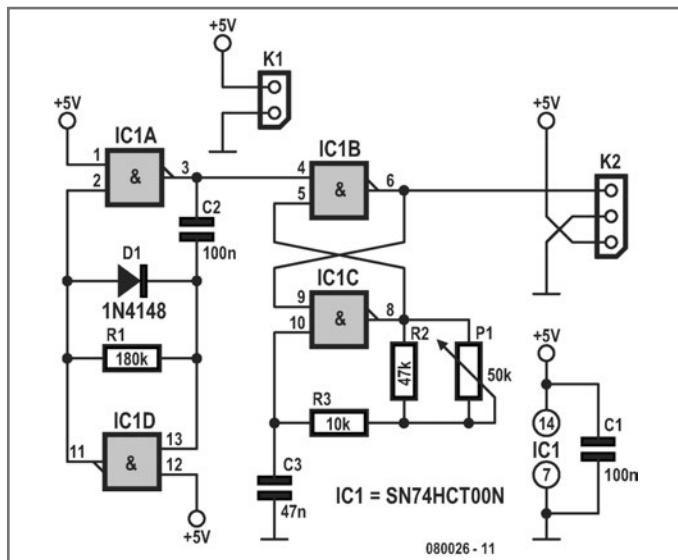 +5V
K1
+5V
IC1A
1
2
&
3
IC1B
4
5
&
6
+5V
K2
C2
100n
D1
1N4148
IC1C
9
10
&
8
R1
180k
R2
47k
P1
50k
+5V
IC1D
11
&
13
12
R3
10k
14
IC1
7
C1
100n
C3
47n
IC1 = SN74HCT00N
+5V
080026 - 11